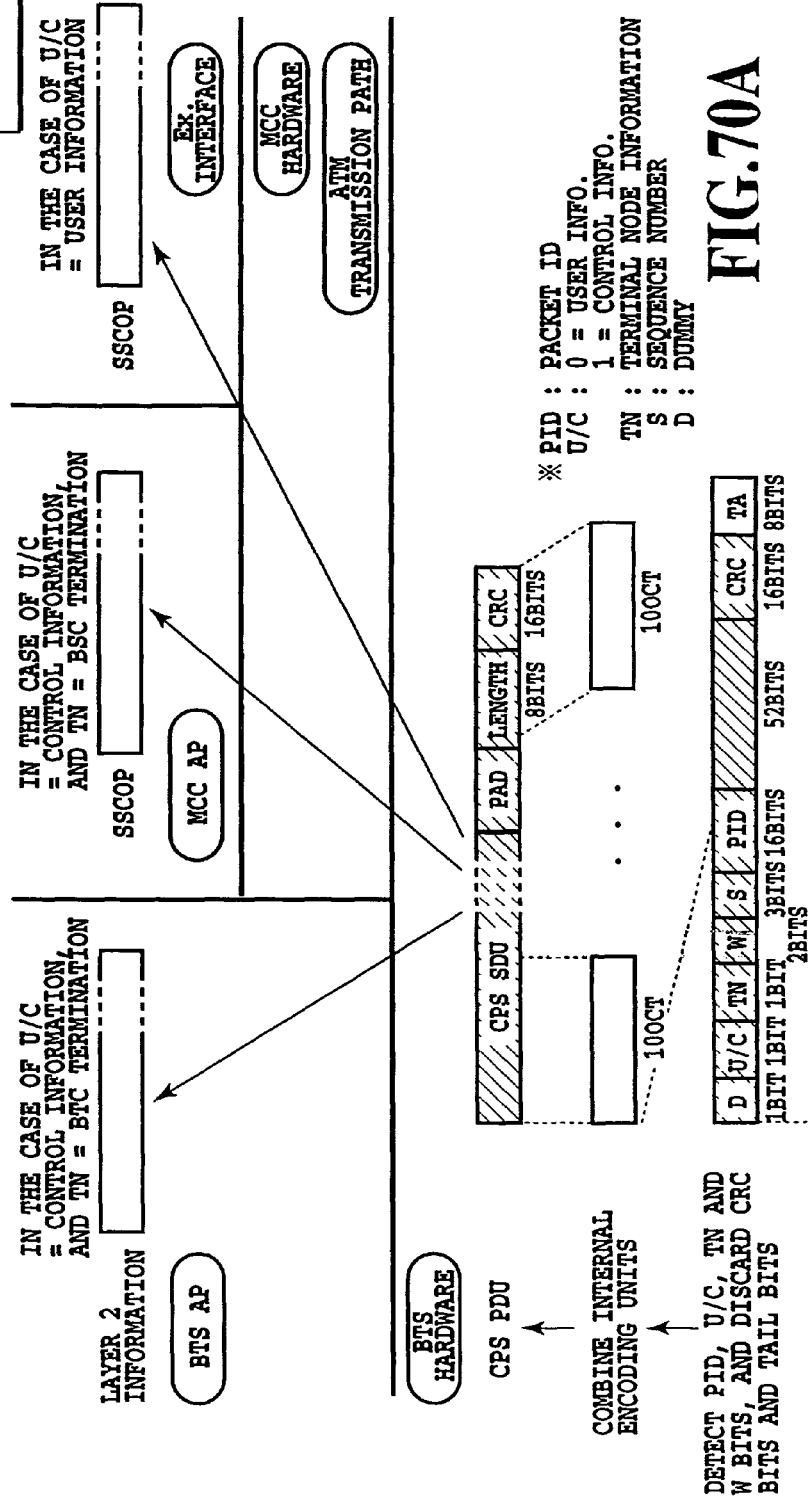 IN THE CASE OF U/C
= CONTROL INFORMATION,
AND TN = BTC TERMINATION
LAYER 2
INFORMATION
BTS AP
IN THE CASE OF U/C
= CONTROL INFORMATION,
AND TN = BSC TERMINATION
SSCOP
MCC AP
IN THE CASE OF U/C
= USER INFORMATION
SSCOP
Ex.
INTERFACE
MCC
HARDWARE
ATM
TRANSMISSION PATH
BTS
HARDWARE
CPS PDU
CPS SDU
PAD
LENGTH
CRC
8BITS
16BITS
COMBINE INTERNAL
ENCODING UNITS
10OCT
. . .
10OCT
DETECT PID, U/C, TN AND
W BITS, AND DISCARD CRC
BITS AND TAIL BITS
D
U/C
TN
W
S
PID
CRC
TA
1BIT
1BIT
1BIT
2BITS
3BITS
16BITS
52BITS
16BITS
8BITS
※ PID : PACKET ID
U/C : 0 = USER INFO.
1 = CONTROL INFO.
TN : TERMINAL NODE INFORMATION
S : SEQUENCE NUMBER
D : DUMMY
FIG.70A